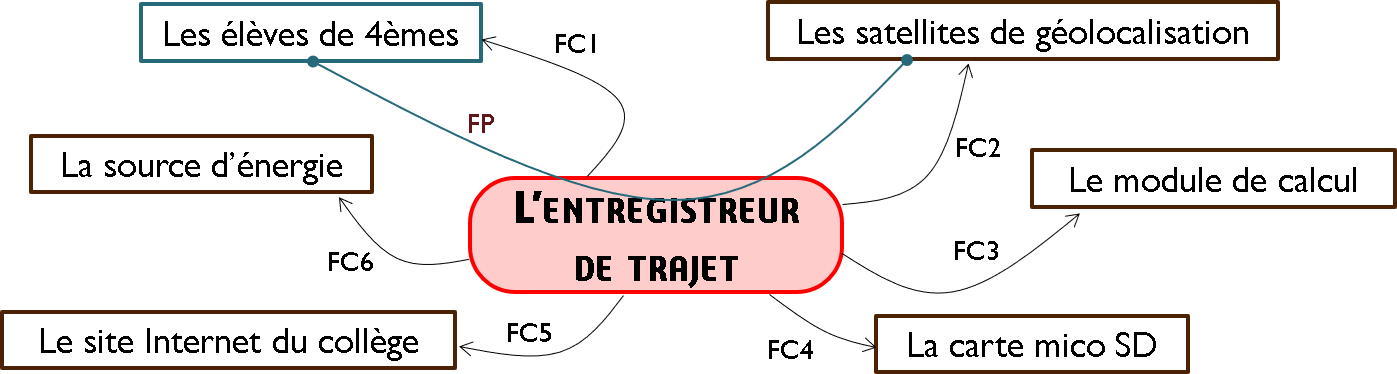 Les élèves de 4èmes
FC1
Les satellites de géolocalisation
FP
FC2
La source d'énergie
Le module de calcul
L'entregistreur
de trajet
FC6
FC3
Le site Internet du collège
FC5
FC4
La carte mico SD